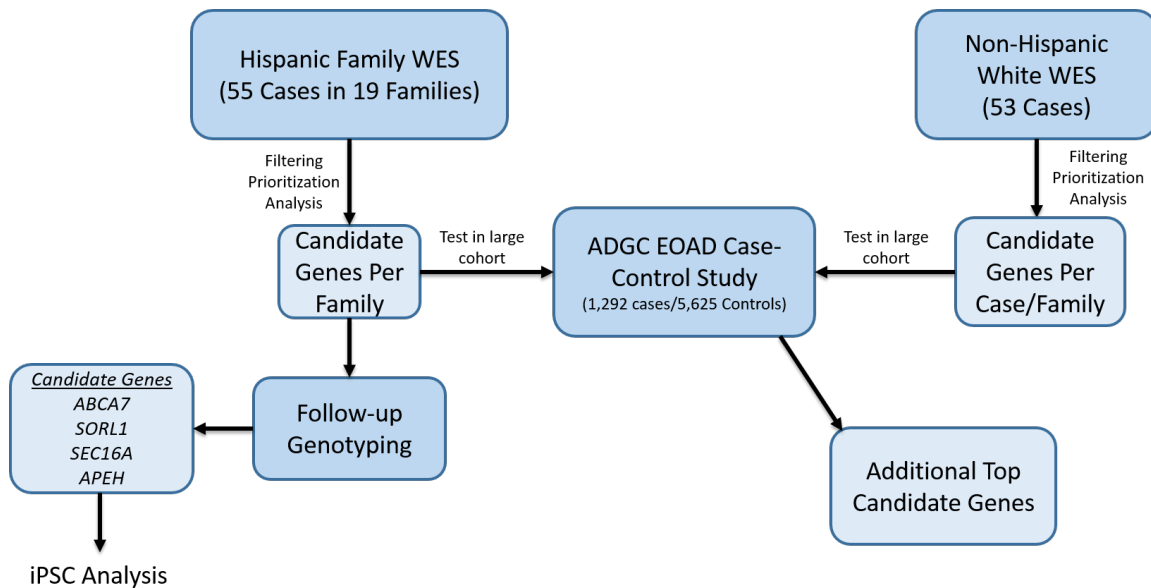 Hispanic Family WES
(55 Cases in 19 Families)
Non-Hispanic
White WES
(53 Cases)
Filtering
Prioritization
Analysis
Filtering
Prioritization
Analysis
Candidate
Genes Per
Family
Test in large
cohort
ADGC EOAD Case-
Control Study
(1,292 cases/5,625 Controls)
Test in large
cohort
Candidate
Genes Per
Case/Family
Candidate Genes
ABCA7
SORL1
SEC16A
APEH
Follow-up
Genotyping
Additional Top
Candidate Genes
iPSC Analysis